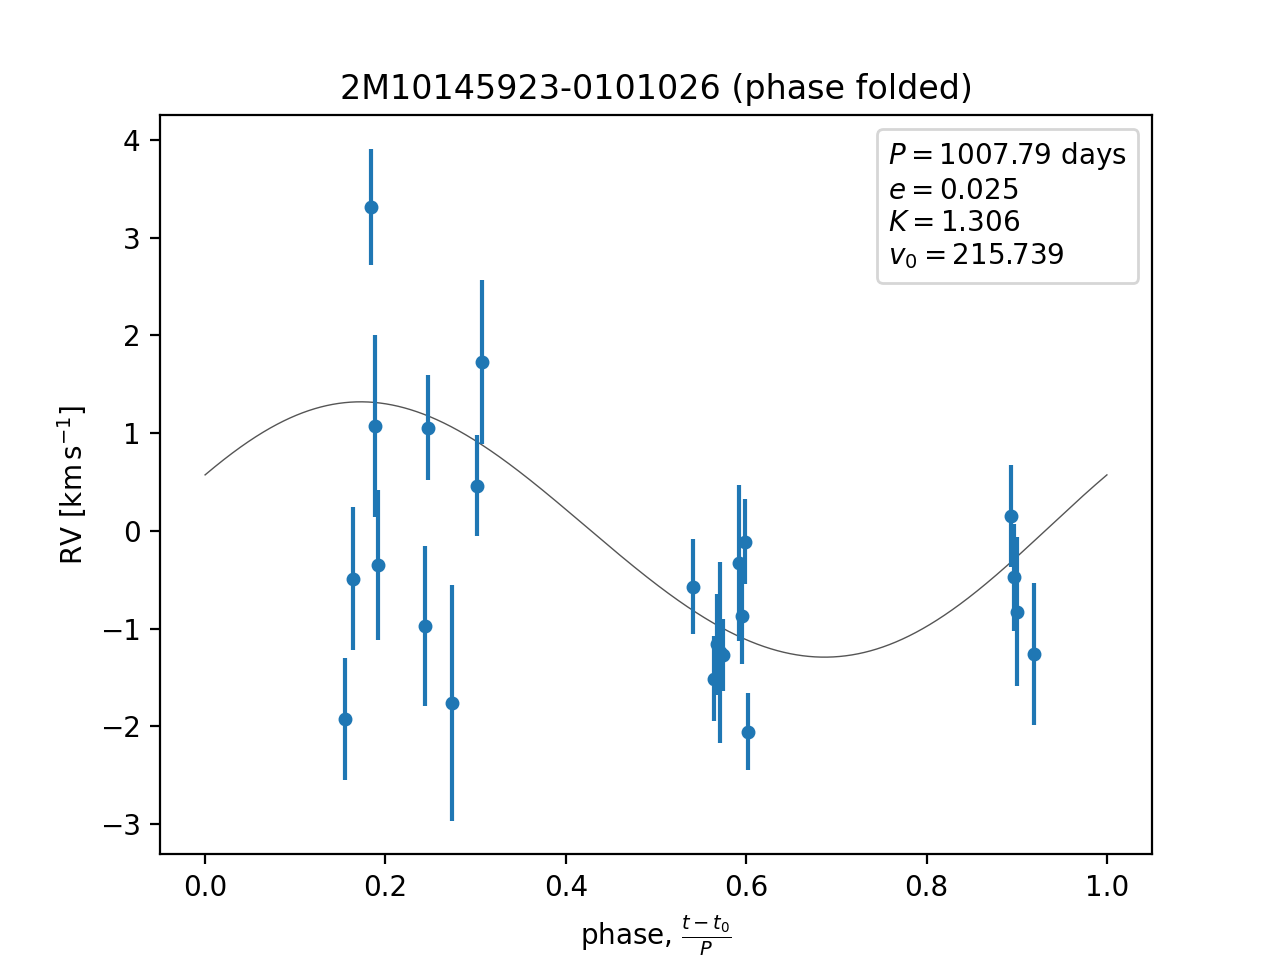 2M10145923-0101026 (phase folded)
P = 1007.79 days
e = 0.025
K = 1.306
v₀ = 215.739
RV [km s⁻¹]
4
3
2
1
0
−1
−2
−3
0.0 0.2 0.4 0.6 0.8 1.0
phase, (t − t₀)/P